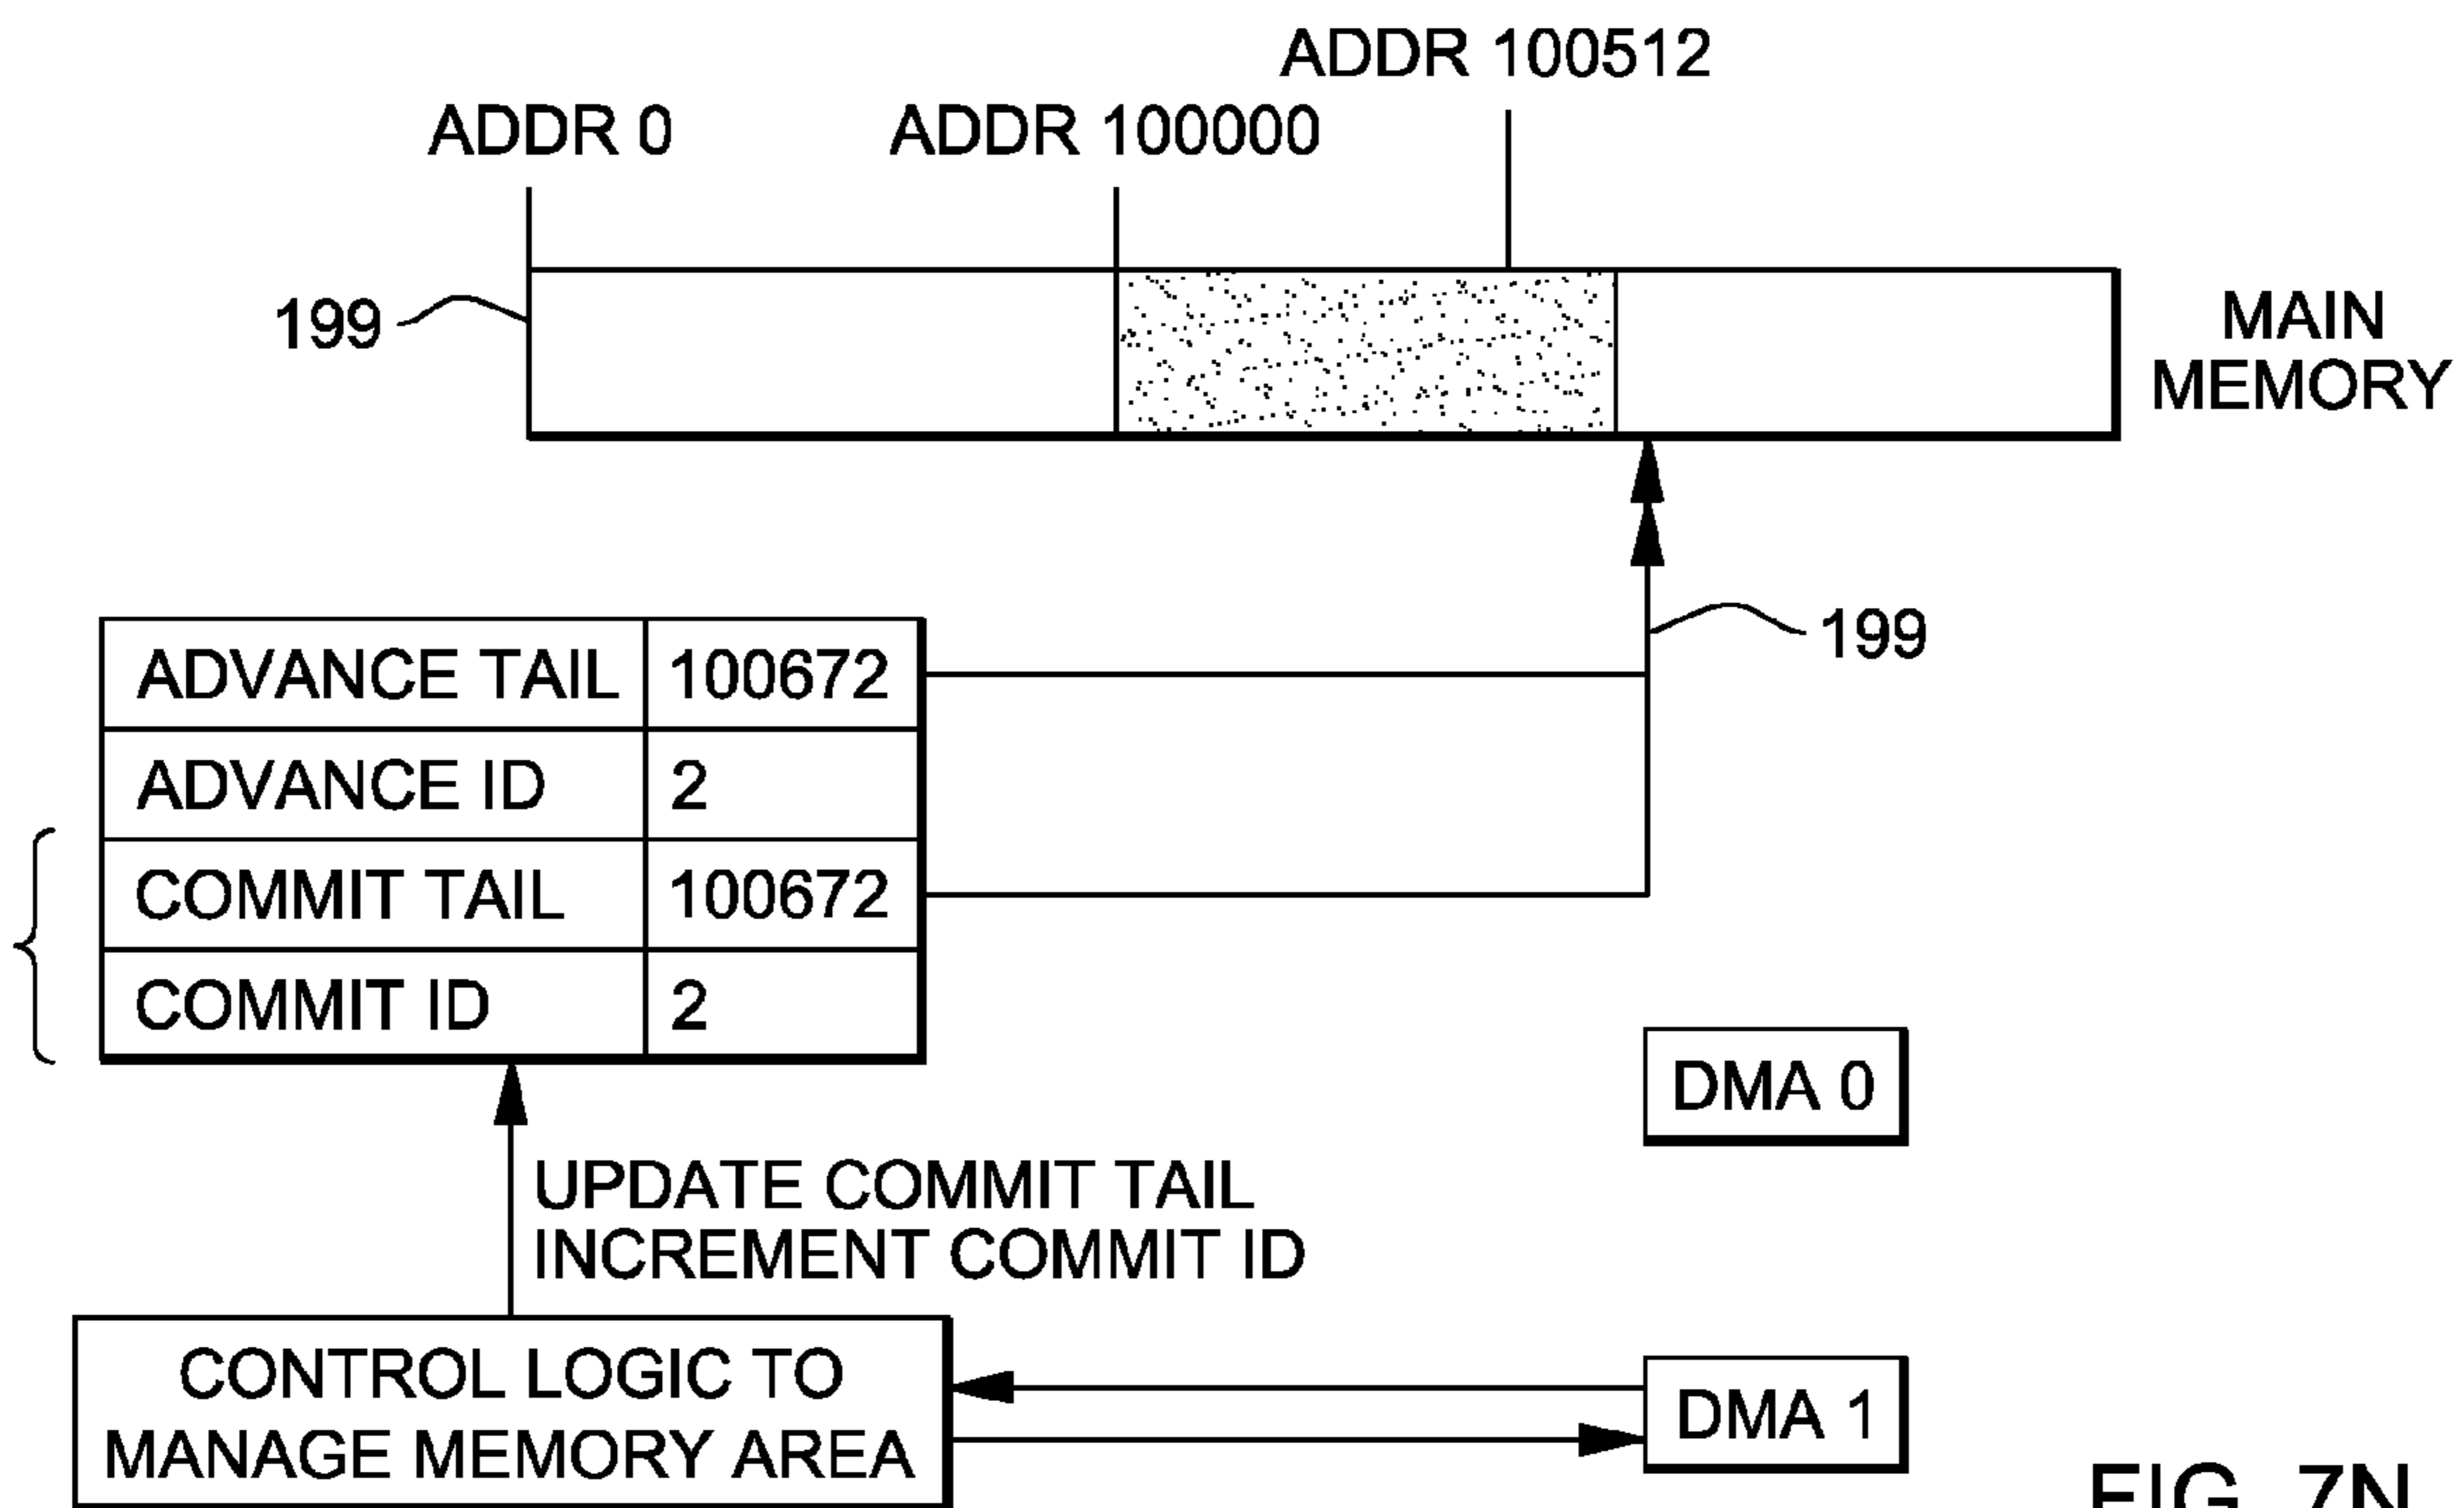 ADDR 100512
ADDR 0
ADDR 100000
199
MAIN
MEMORY
199
ADVANCE TAIL 100672
ADVANCE ID 2
COMMIT TAIL 100672
COMMIT ID 2
DMA 0
UPDATE COMMIT TAIL
INCREMENT COMMIT ID
CONTROL LOGIC TO
MANAGE MEMORY AREA
DMA 1
FIG. 7N